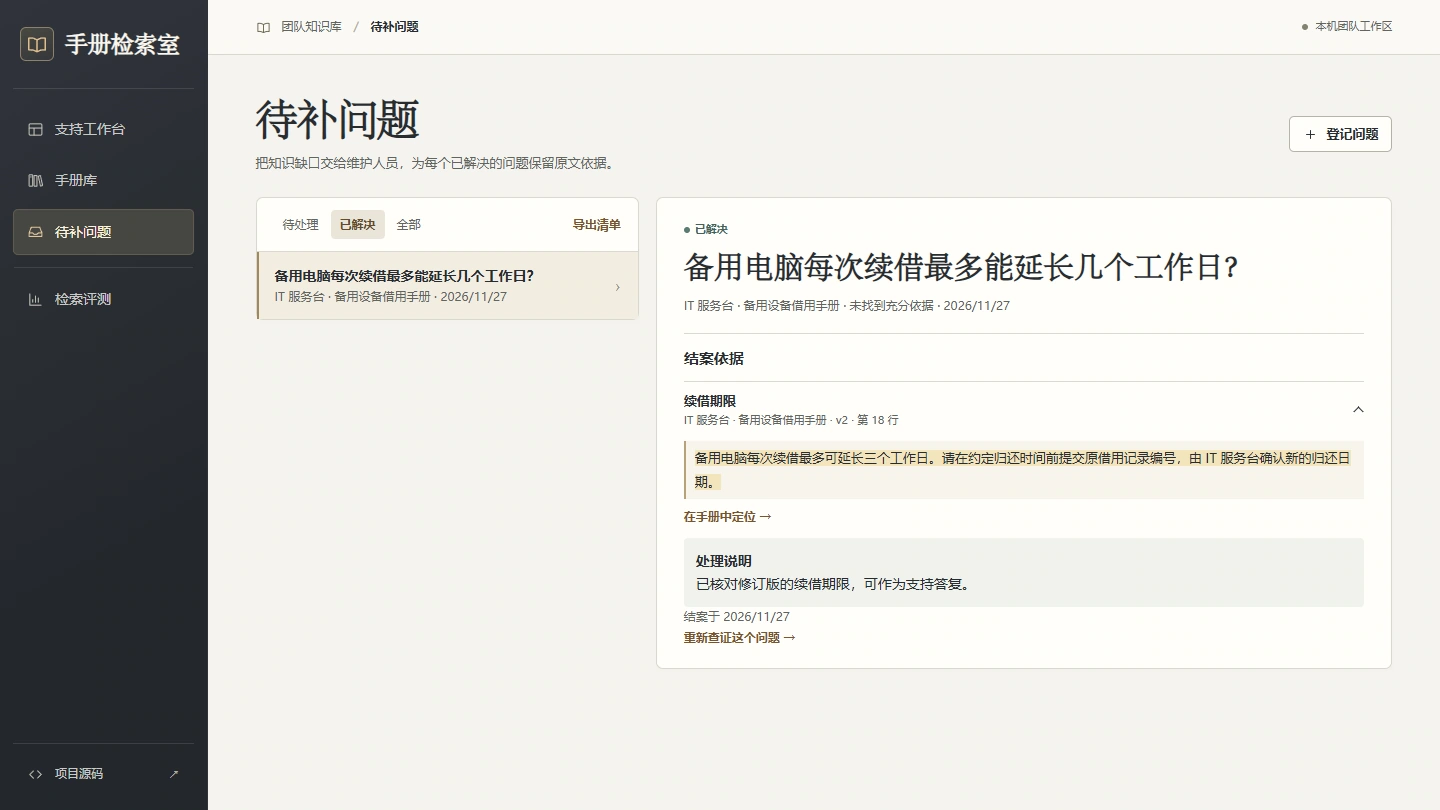 手册检索室
支持工作台
手册库
待补问题
检索评测
项目源码
团队知识库 / 待补问题
本机团队工作区
待补问题
把知识缺口交给维护人员，为每个已解决的问题保留原文依据。
登记问题
待处理 已解决 全部 导出清单
备用电脑每次续借最多能延长几个工作日？
IT 服务台 · 备用设备借用手册 · 2026/11/27
已解决
备用电脑每次续借最多能延长几个工作日？
IT 服务台 · 备用设备借用手册 · 未找到充分依据 · 2026/11/27
结案依据
续借期限
IT 服务台 · 备用设备借用手册 · v2 · 第 18 行
备用电脑每次续借最多可延长三个工作日。请在约定归还时间前提交原借用记录编号，由 IT 服务台确认新的归还日
期。
在手册中定位 →
处理说明
已核对修订版的续借期限，可作为支持答复。
结案于 2026/11/27
重新查证这个问题 →